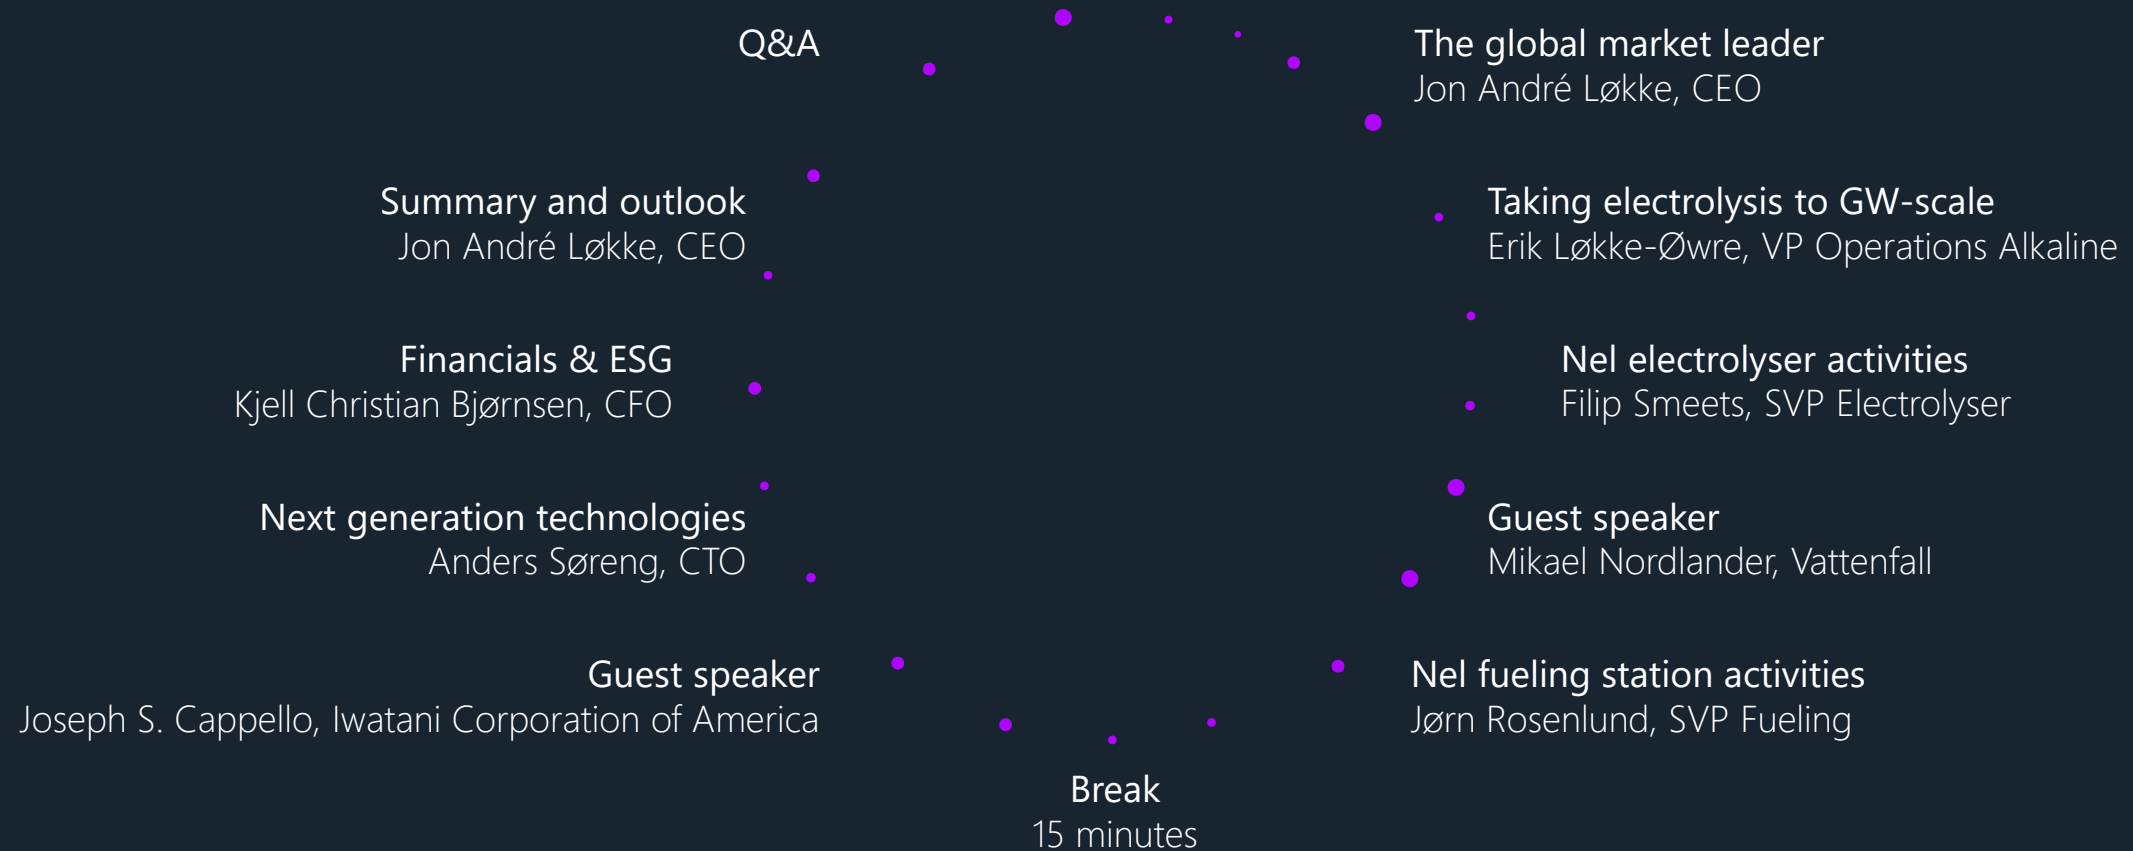 The global market leader
Jon André Løkke, CEO
Taking electrolysis to GW-scale
Erik Løkke-Øwre, VP Operations Alkaline
Nel electrolyser activities
Filip Smeets, SVP Electrolyser
Guest speaker
Mikael Nordlander, Vattenfall
Nel fueling station activities
Jørn Rosenlund, SVP Fueling
Break
15 minutes
Guest speaker
Joseph S. Cappello, Iwatani Corporation of America
Next generation technologies
Anders Søreng, CTO
Financials & ESG
Kjell Christian Bjørnsen, CFO
Summary and outlook
Jon André Løkke, CEO
Q&A